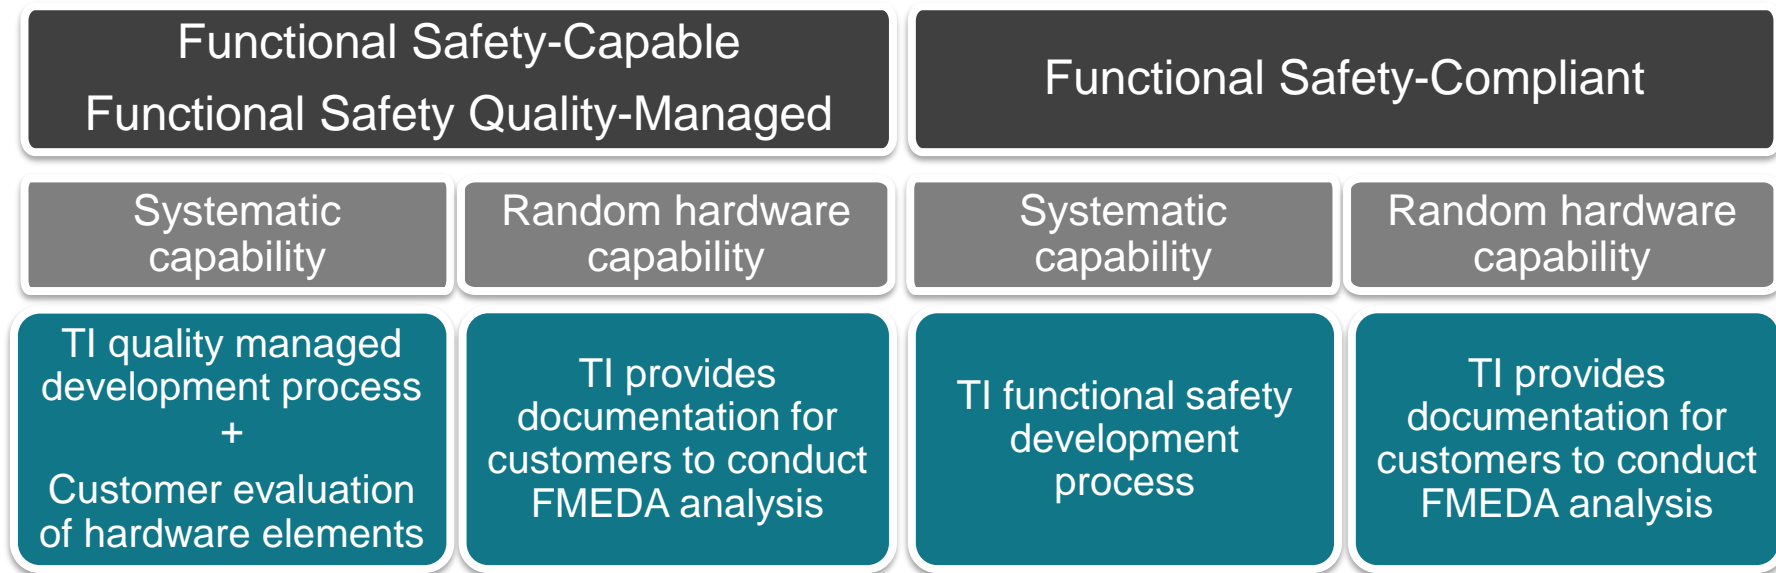 Functional Safety-Capable
Functional Safety Quality-Managed
Functional Safety-Compliant
Systematic
capability
Random hardware
capability
Systematic
capability
Random hardware
capability
TI quality managed
development process
+
Customer evaluation
of hardware elements
TI provides
documentation for
customers to conduct
FMEDA analysis
TI functional safety
development
process
TI provides
documentation for
customers to conduct
FMEDA analysis